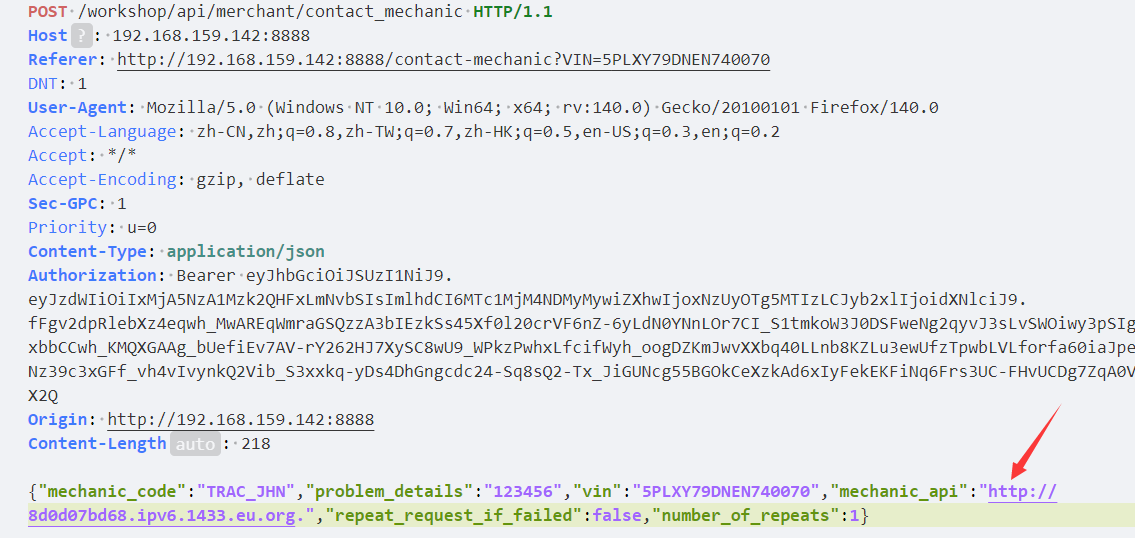 POST /workshop/api/merchant/contact_mechanic HTTP/1.1
Host ? : 192.168.159.142:8888
Referer: http://192.168.159.142:8888/contact-mechanic?VIN=5PLXY79DNEN740070
DNT: 1
User-Agent: Mozilla/5.0 (Windows NT 10.0; Win64; x64; rv:140.0) Gecko/20100101 Firefox/140.0
Accept-Language: zh-CN,zh;q=0.8,zh-TW;q=0.7,zh-HK;q=0.5,en-US;q=0.3,en;q=0.2
Accept: */*
Accept-Encoding: gzip, deflate
Sec-GPC: 1
Priority: u=0
Content-Type: application/json
Authorization: Bearer eyJhbGciOiJSUzI1NiJ9.
eyJzdWIiOiIxMjA5NzA1Mzk2QHFxLmNvbSIsImlhdCI6MTc1MjM4NDMyMywiZXhwIjoxNzUyOTg5MTIzLCJyb2xlIjoidXNlciJ9.
fFgv2dpRlebXz4eqwh_MwAREqWmraGSQzzA3bIEzkSs45Xf0l20crVF6nZ-6yLdN0YNnLOr7CI_S1tmkoW3J0DSFweNg2qyvJ3sLvSWOiwy3pSIg
xbbCCwh_KMQXGAAg_bUefiEv7AV-rY262HJ7XySC8wU9_WPkzPwhxLfcifWyh_oogDZKmJwvXXbq40LLnb8KZLu3ewUfzTpwbLVLforfa60iaJpe
Nz39c3xGFf_vh4vIvynkQ2Vib_S3xxkq-yDs4DhGngcdc24-Sq8sQ2-Tx_JiGUNcg55BGOkCeXzkAd6xIyFekEKFiNq6Frs3UC-FHvUCDg7ZqA0V
X2Q
Origin: http://192.168.159.142:8888
Content-Length auto : 218
{"mechanic_code":"TRAC_JHN","problem_details":"123456","vin":"5PLXY79DNEN740070","mechanic_api":"http://
8d0d07bd68.ipv6.1433.eu.org.","repeat_request_if_failed":false,"number_of_repeats":1}